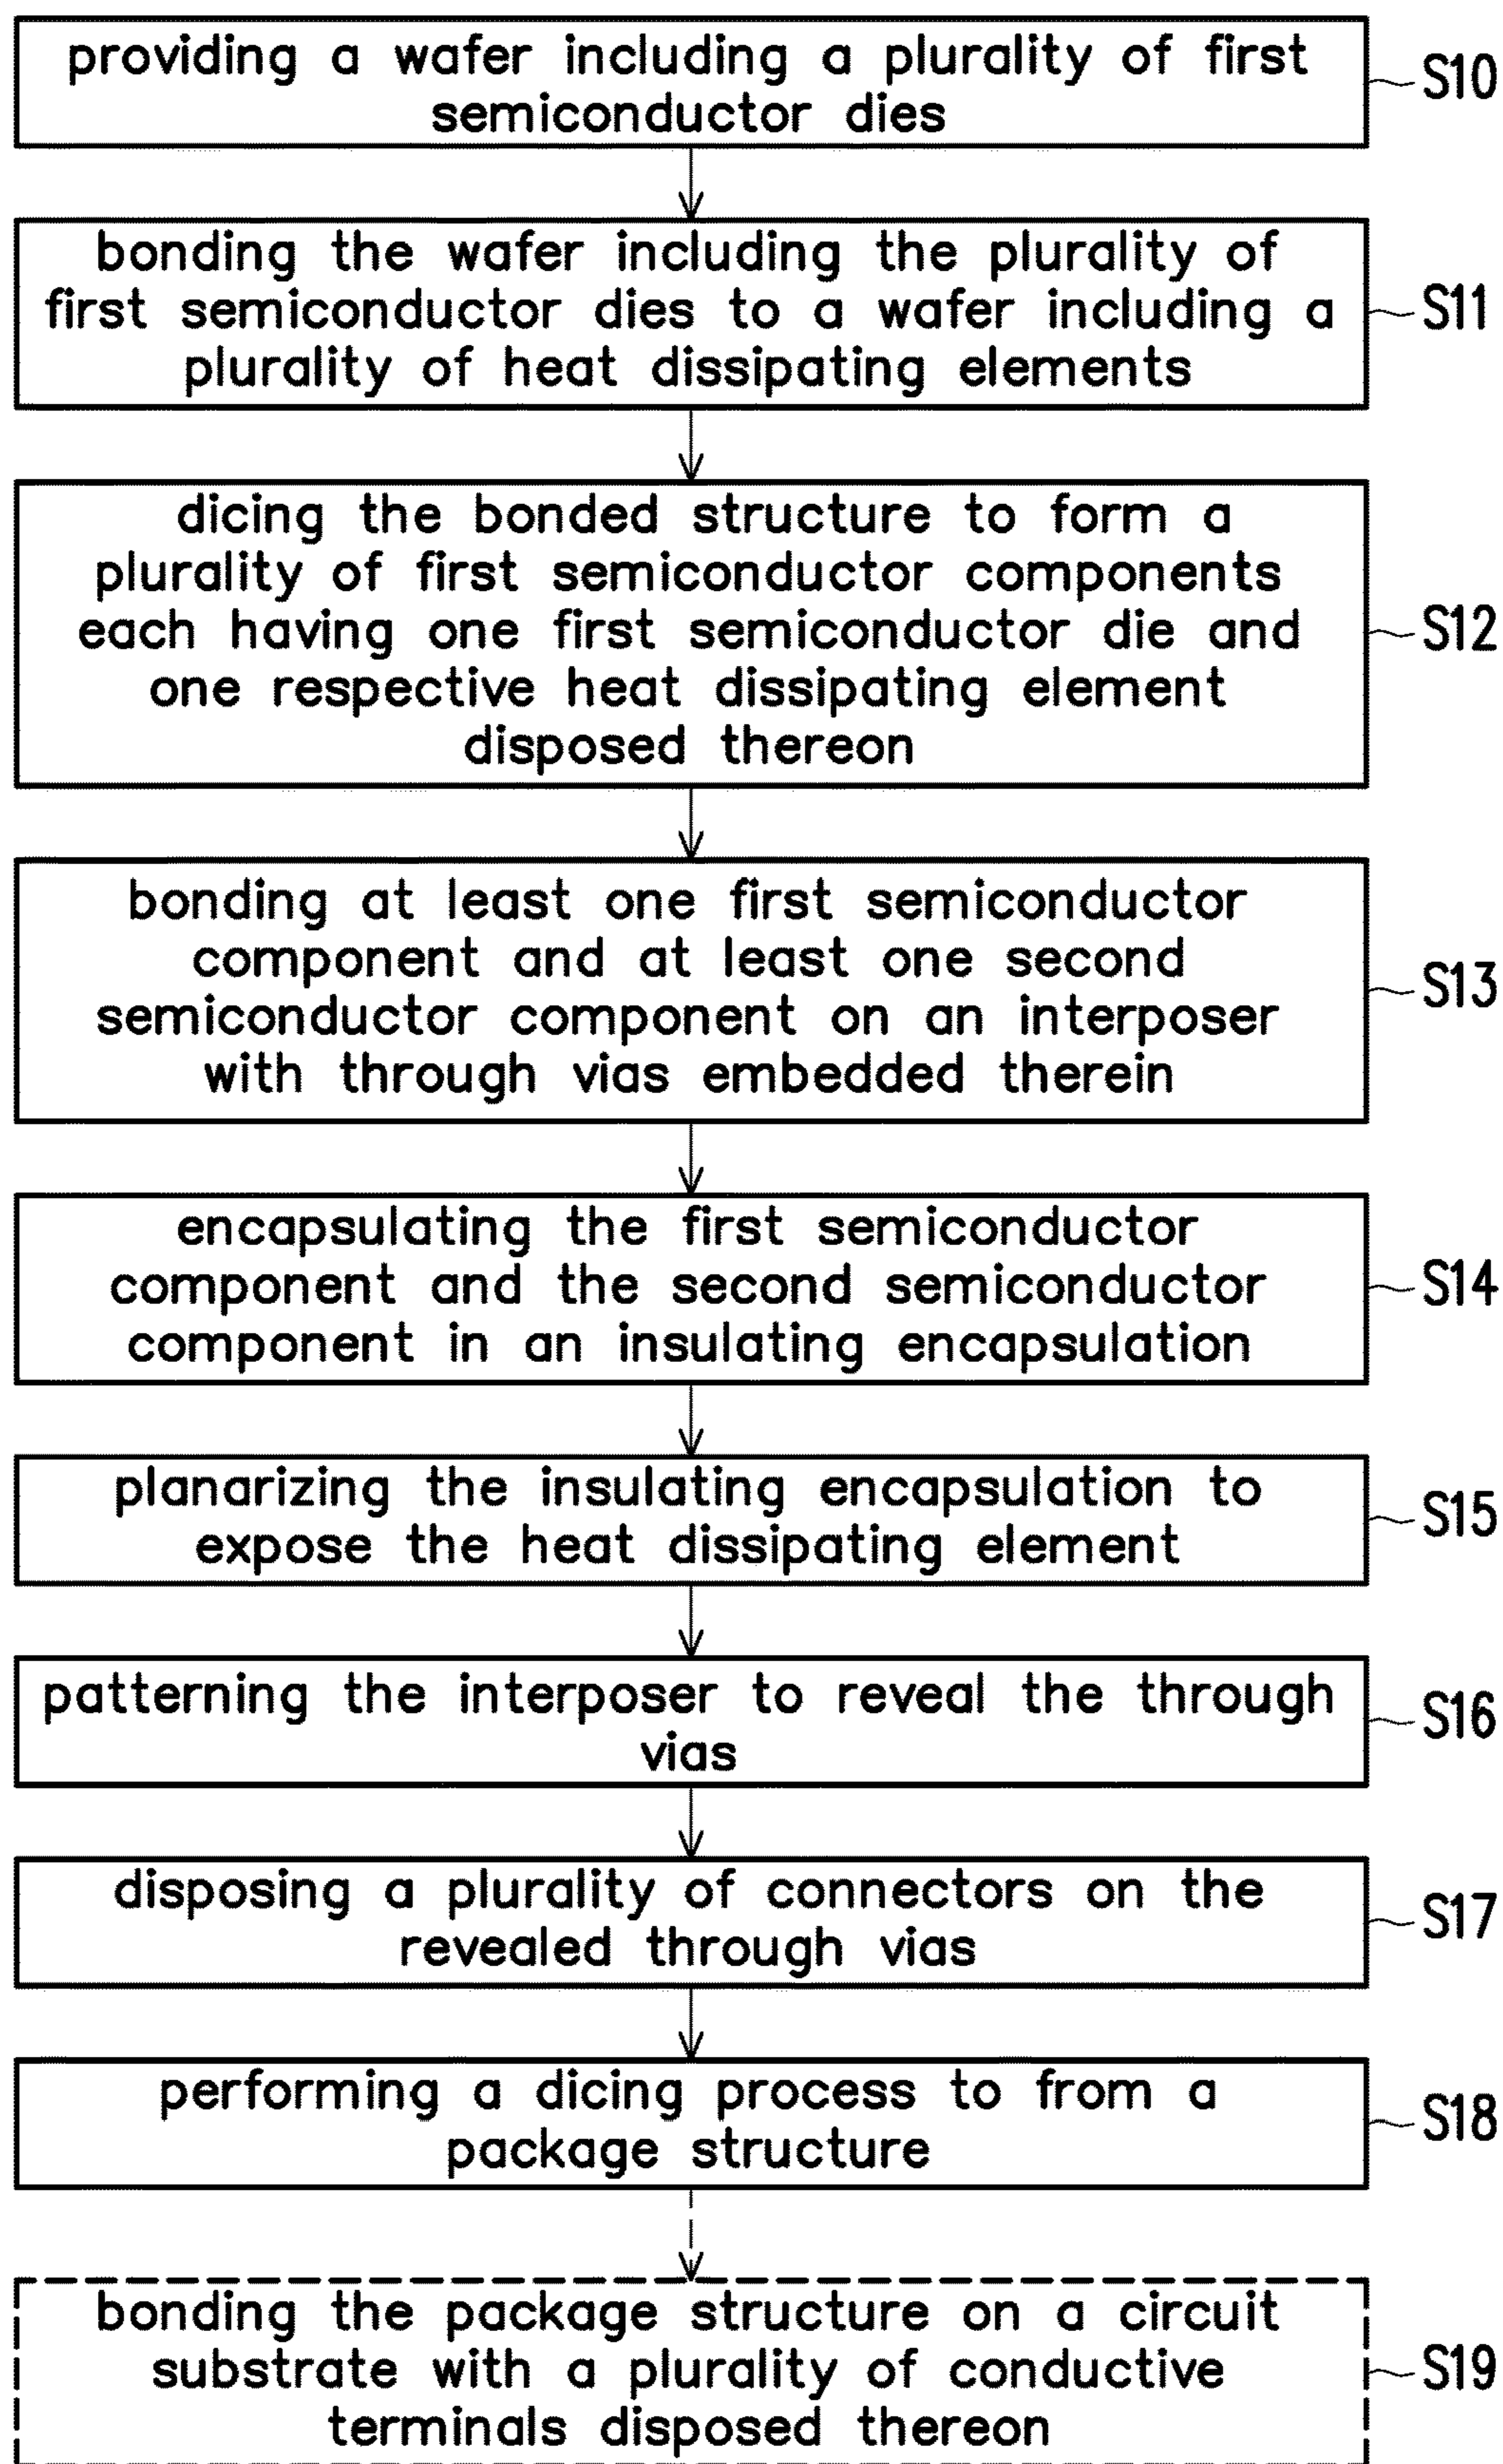 providing a wafer including a plurality of first
semiconductor dies
S10
bonding the wafer including the plurality of
first semiconductor dies to a wafer including a
plurality of heat dissipating elements
S11
dicing the bonded structure to form a
plurality of first semiconductor components
each having one first semiconductor die and
one respective heat dissipating element
disposed thereon
S12
bonding at least one first semiconductor
component and at least one second
semiconductor component on an interposer
with through vias embedded therein
S13
encapsulating the first semiconductor
component and the second semiconductor
component in an insulating encapsulation
S14
planarizing the insulating encapsulation to
expose the heat dissipating element
S15
patterning the interposer to reveal the through
vias
S16
disposing a plurality of connectors on the
revealed through vias
S17
performing a dicing process to from a
package structure
S18
bonding the package structure on a circuit
substrate with a plurality of conductive
terminals disposed thereon
S19